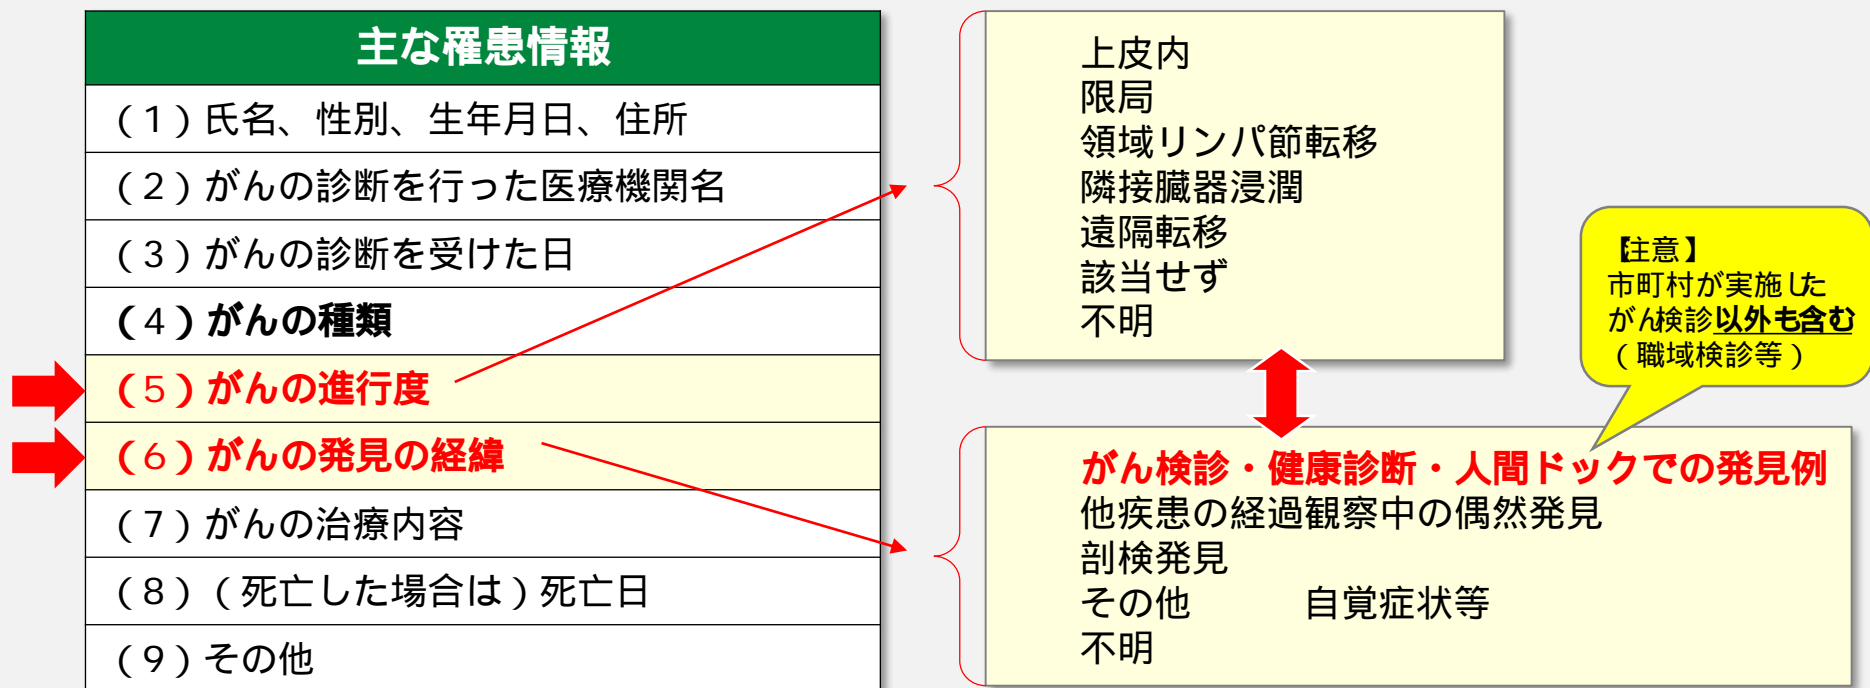 主な罹患情報
(1)氏名、性別、生年月日、住所
(2)がんの診断を行った医療機関名
(3)がんの診断を受けた日
(4)がんの種類
(5)がんの進行度
(6)がんの発見の経緯
(7)がんの治療内容
(8)(死亡した場合は)死亡日
(9)その他
上皮内
限局
領域リンパ節転移
隣接臓器浸潤
遠隔転移
該当せず
不明
【注意】
市町村が実施した
がん検診以外も含む
(職域検診等)
がん検診・健康診断・人間ドックでの発見例
他疾患の経過観察中の偶然発見
剖検発見
その他 自覚症状等
不明